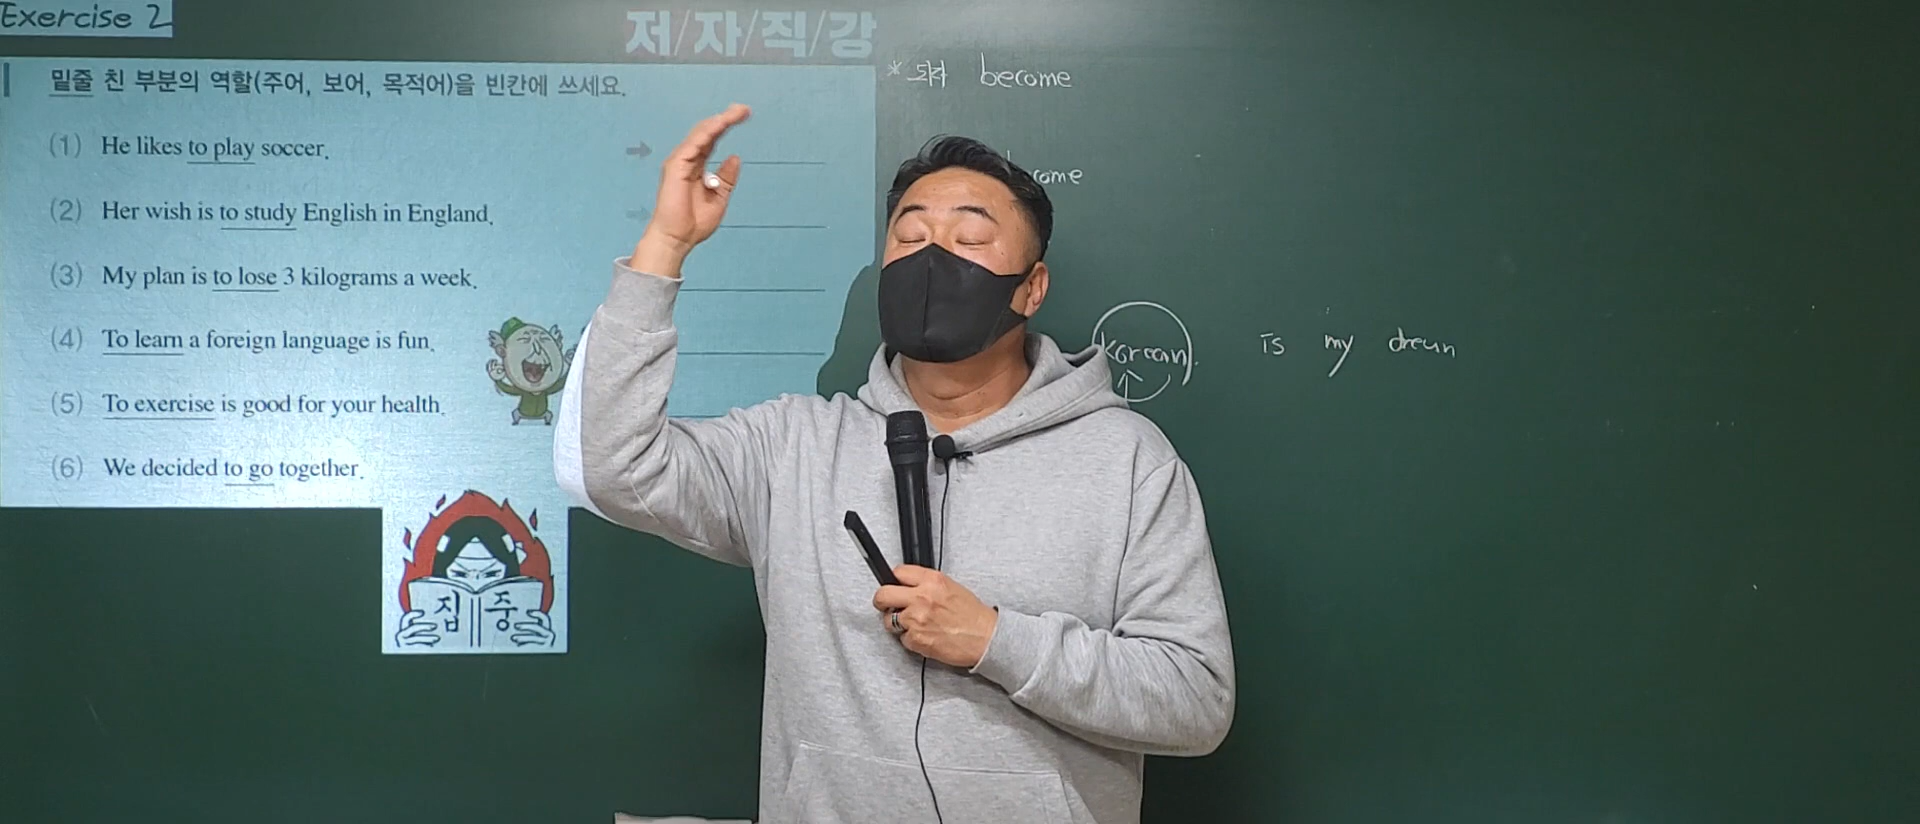 Exercise 2
저/자/직/강
밑줄 친 부분의 역할(주어, 보어, 목적어)을 빈칸에 쓰세요.
(1) He likes to play soccer.
(2) Her wish is to study English in England.
(3) My plan is to lose 3 kilograms a week.
(4) To learn a foreign language is fun.
(5) To exercise is good for your health.
(6) We decided to go together.
집중
* become
come
Korean. is my